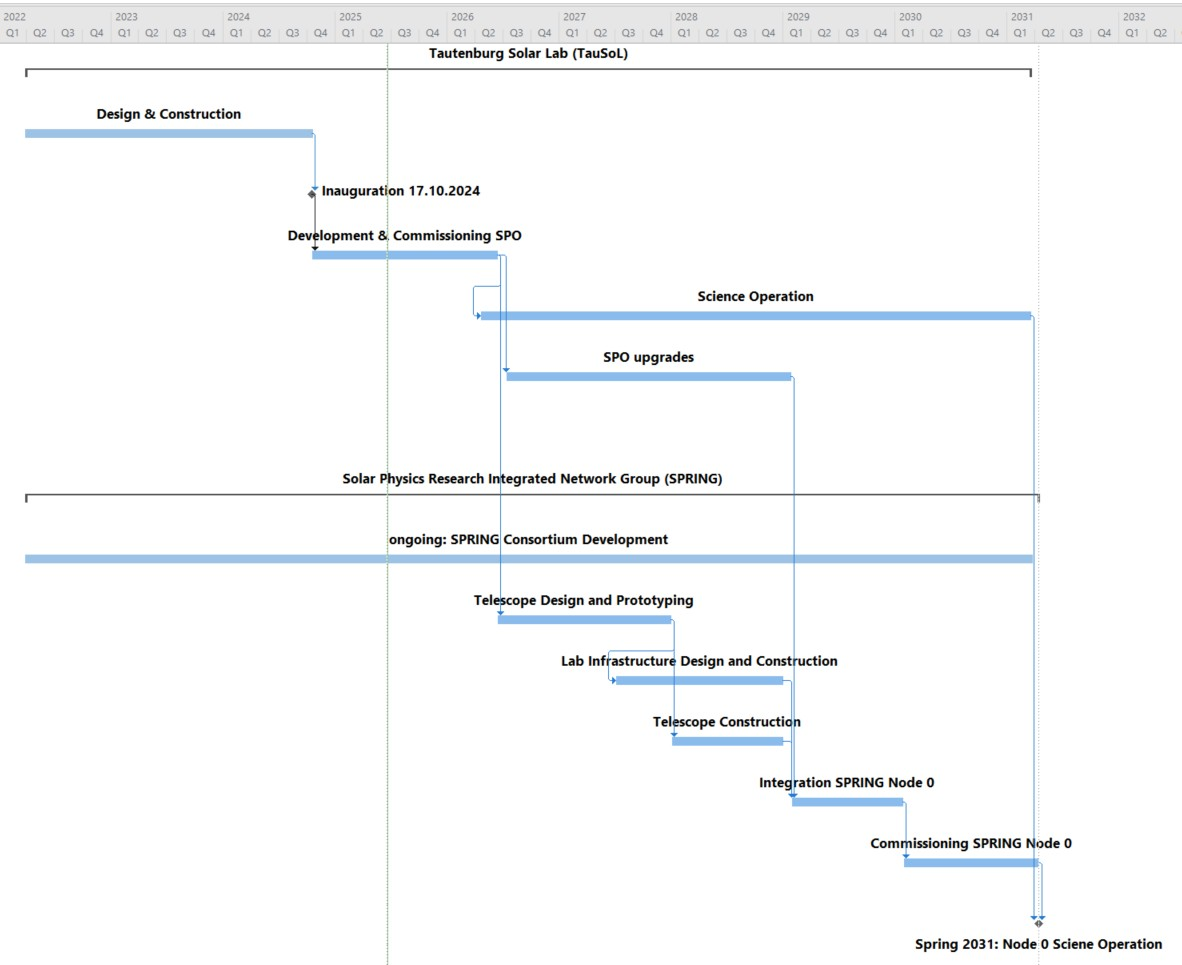 2022 2023 2024 2025 2026 2027 2028 2029 2030 2031 2032
Q1 Q2 Q3 Q4 Q1 Q2 Q3 Q4 Q1 Q2 Q3 Q4 Q1 Q2 Q3 Q4 Q1 Q2 Q3 Q4 Q1 Q2 Q3 Q4 Q1 Q2 Q3 Q4 Q1 Q2 Q3 Q4 Q1 Q2 Q3 Q4 Q1 Q2 Q3 Q4 Q1 Q2
Tautenburg Solar Lab (TauSoL)
Design & Construction
Inauguration 17.10.2024
Development & Commissioning SPO
Science Operation
SPO upgrades
Solar Physics Research Integrated Network Group (SPRING)
ongoing: SPRING Consortium Development
Telescope Design and Prototyping
Lab Infrastructure Design and Construction
Telescope Construction
Integration SPRING Node 0
Commissioning SPRING Node 0
Spring 2031: Node 0 Sciene Operation